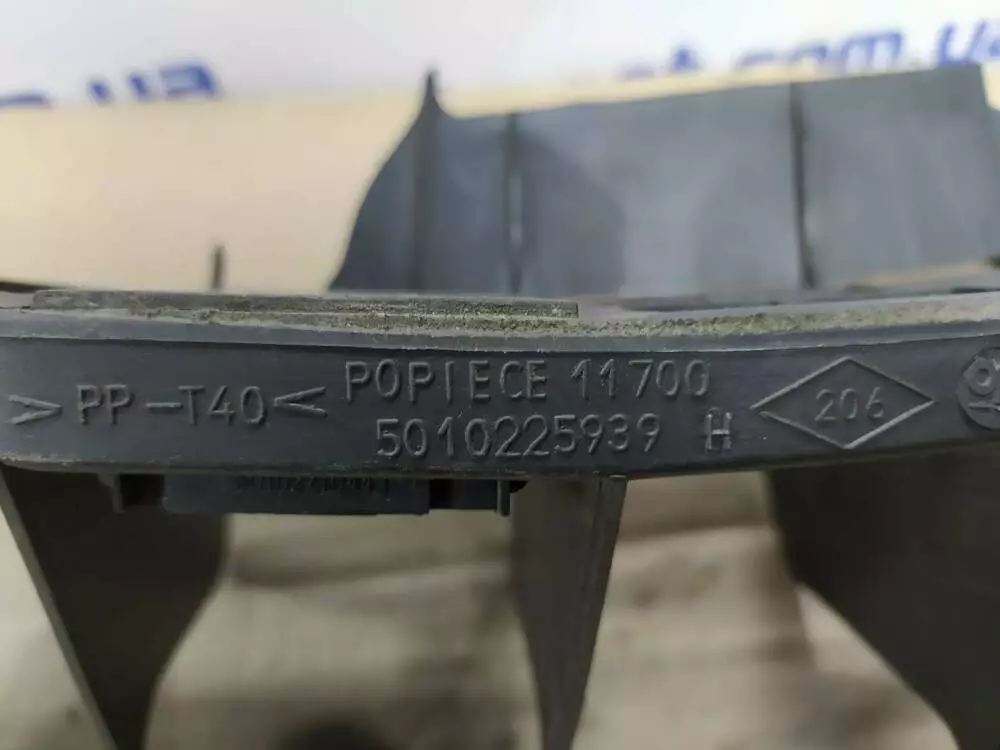 > PP-T40 < POPIECE 11700
5010225939 H
206